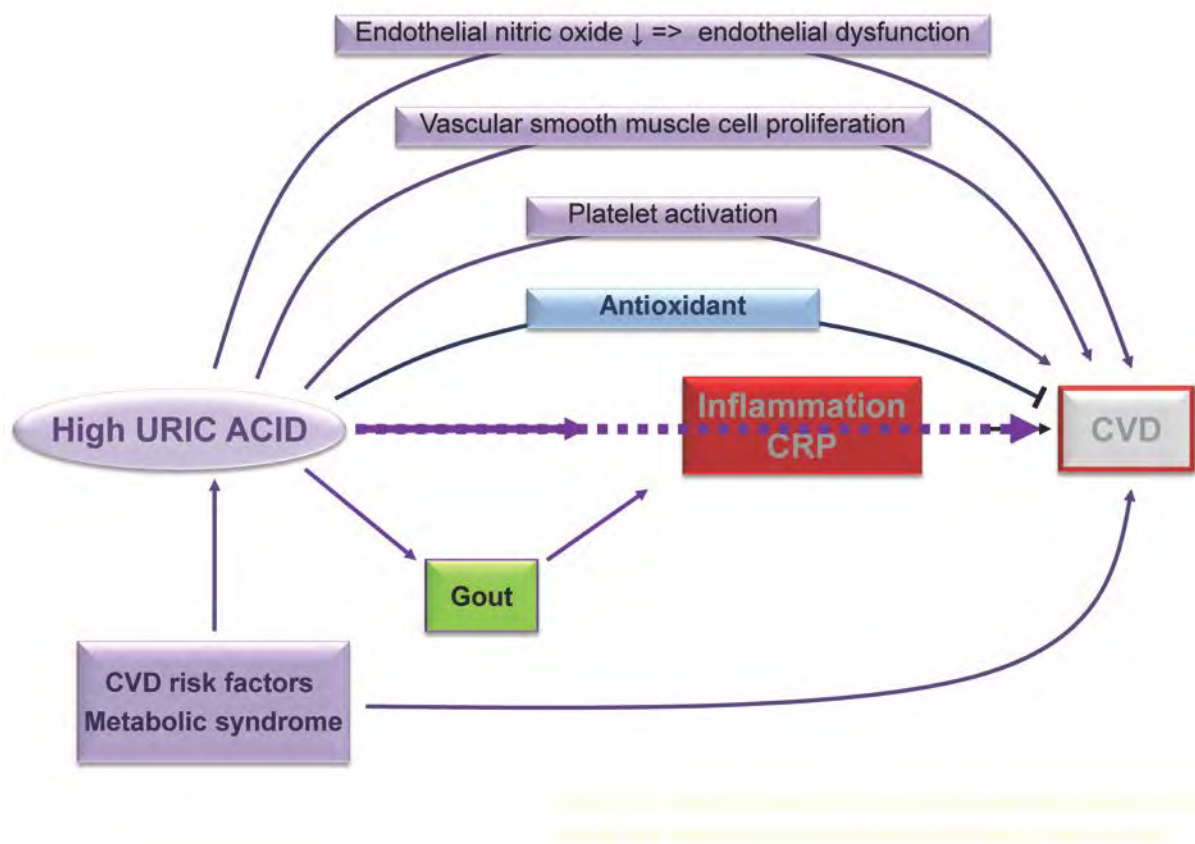 Endothelial nitric oxide ↓ => endothelial dysfunction
Vascular smooth muscle cell proliferation
Platelet activation
Antioxidant
High URIC ACID
Inflammation
CRP
CVD
Gout
CVD risk factors
Metabolic syndrome